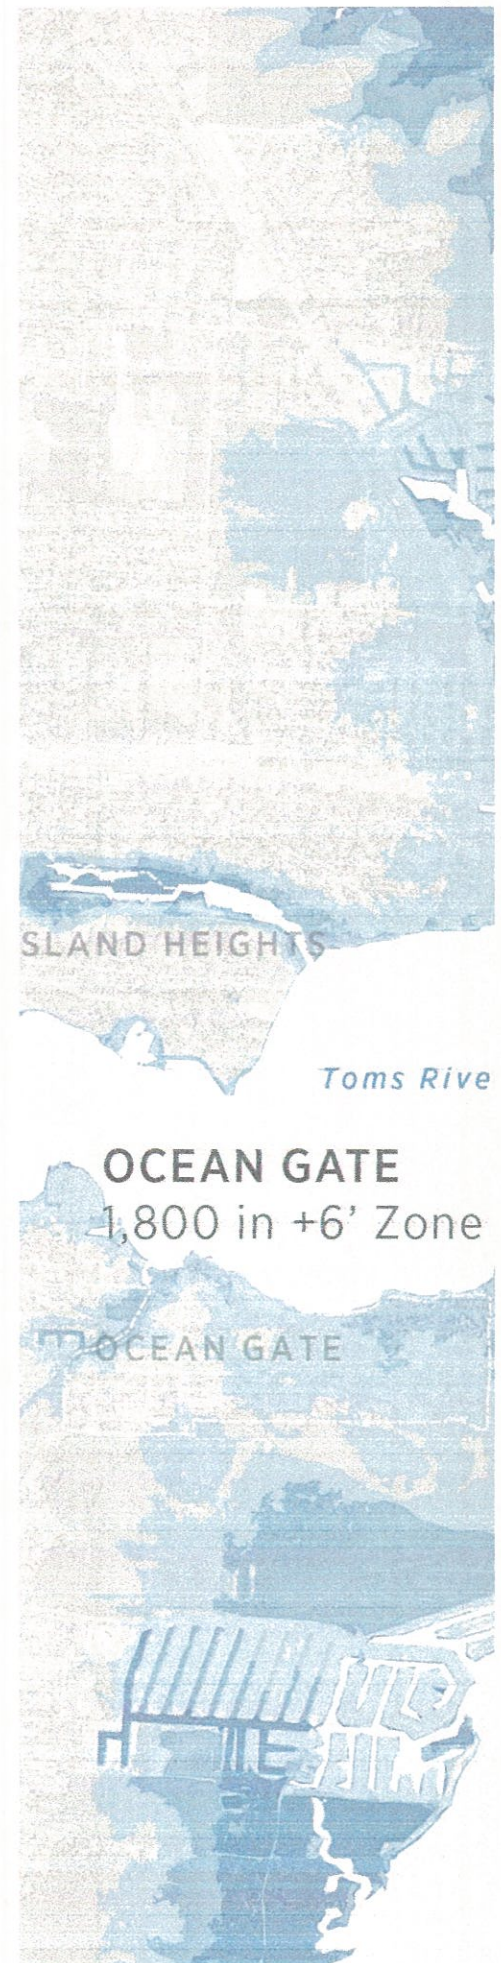 SLAND HEIGHTS
Toms Rive
OCEAN GATE
1,800 in +6' Zone
OCEAN GATE